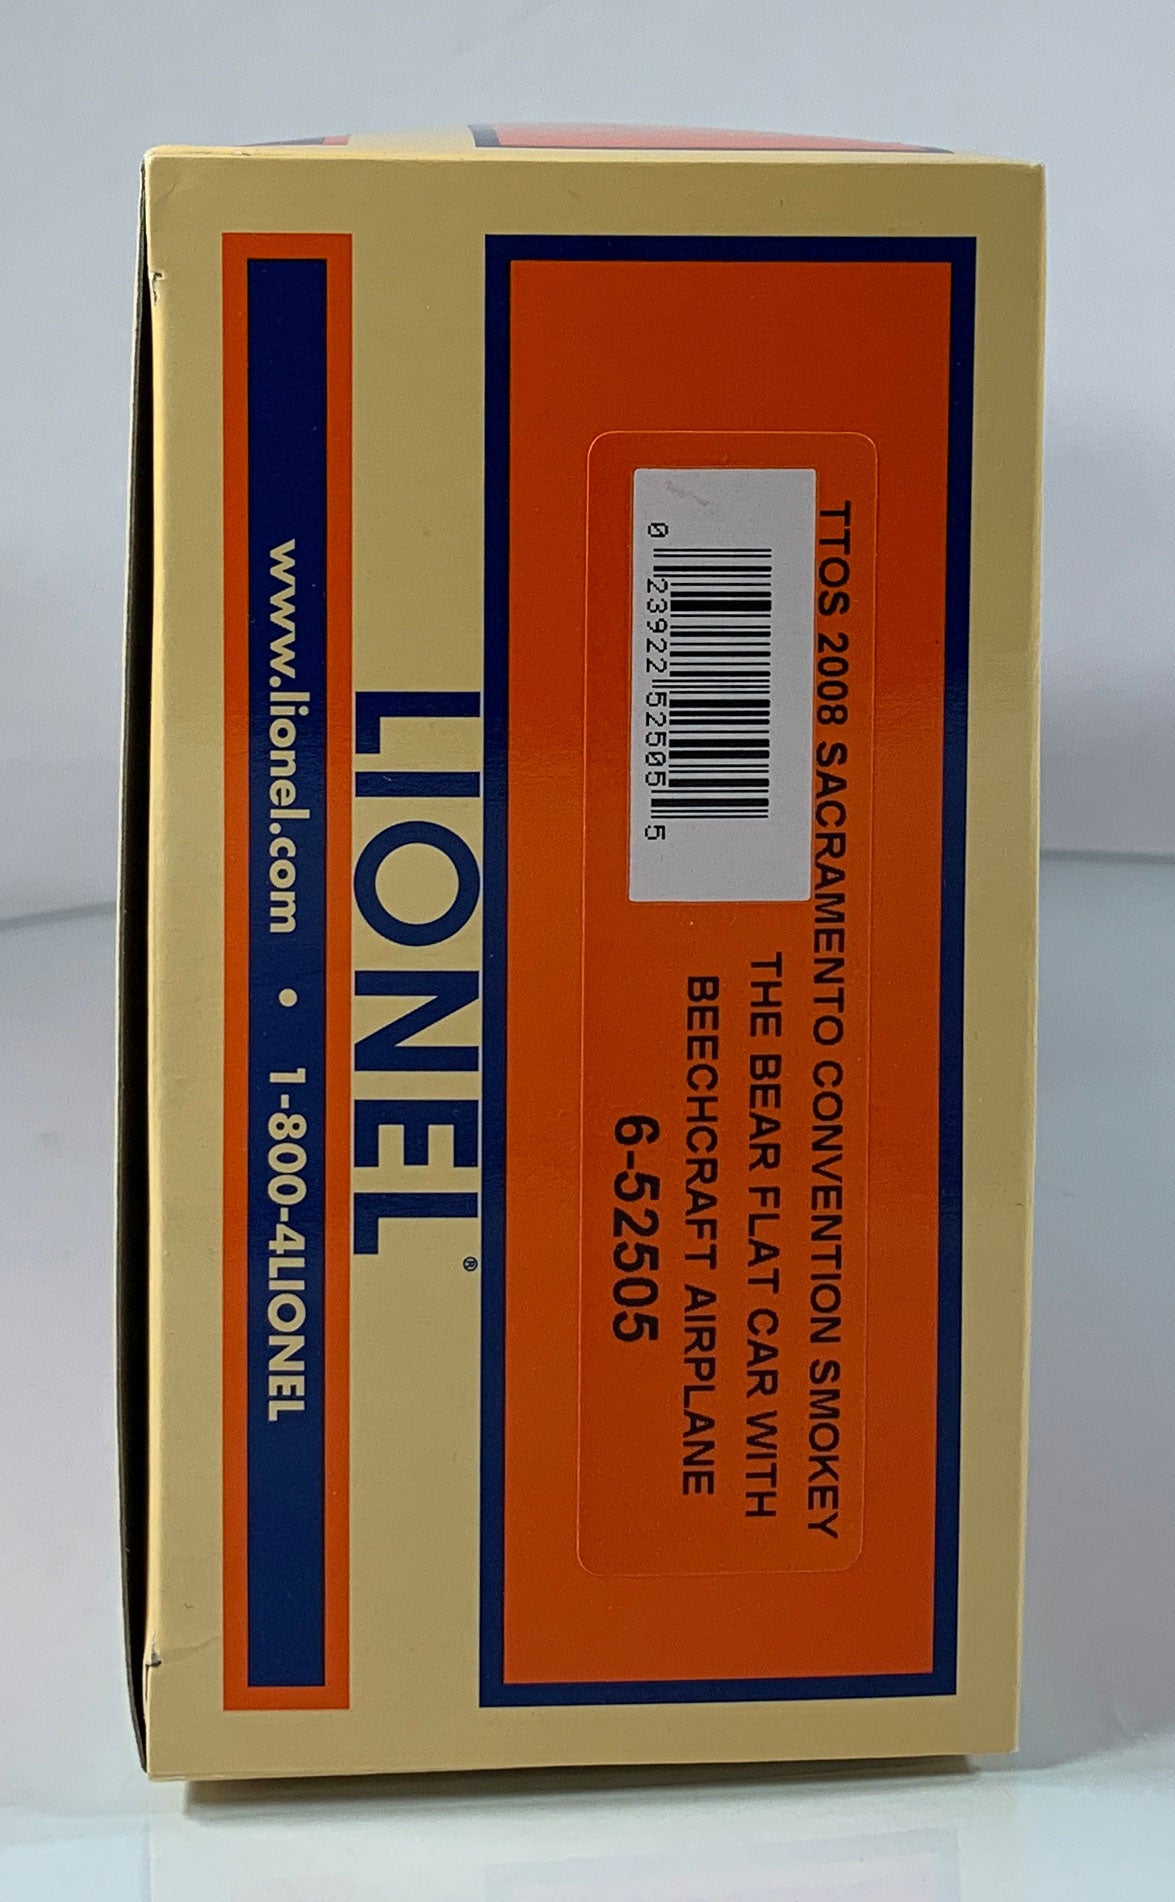 TTOS 2008 SACRAMENTO CONVENTION SMOKEY
THE BEAR FLAT CAR WITH
BEECHCRAFT AIRPLANE
6-52505
0 23922 52505 5
LIONEL®
www.lionel.com • 1-800-4LIONEL